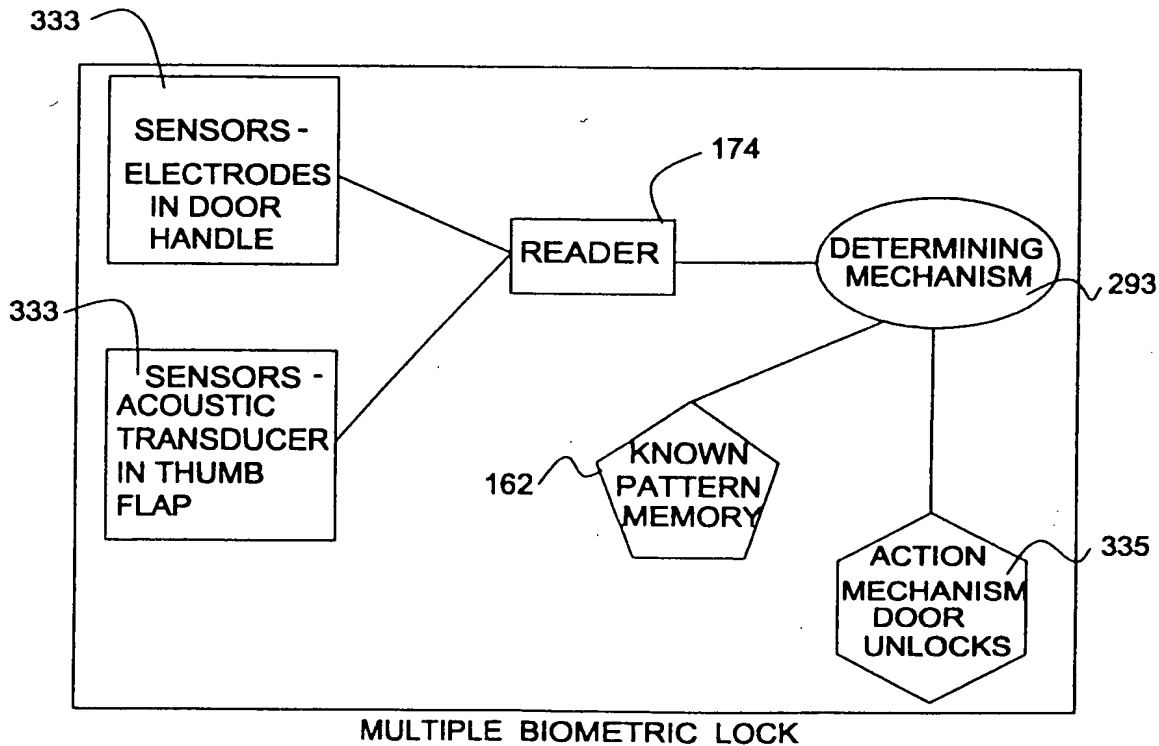 333
SENSORS -
ELECTRODES
IN DOOR
HANDLE
174
READER
DETERMINING
MECHANISM
293
333
SENSORS -
ACOUSTIC
TRANSDUCER
IN THUMB
FLAP
162
KNOWN
PATTERN
MEMORY
335
ACTION
MECHANISM
DOOR
UNLOCKS
MULTIPLE BIOMETRIC LOCK